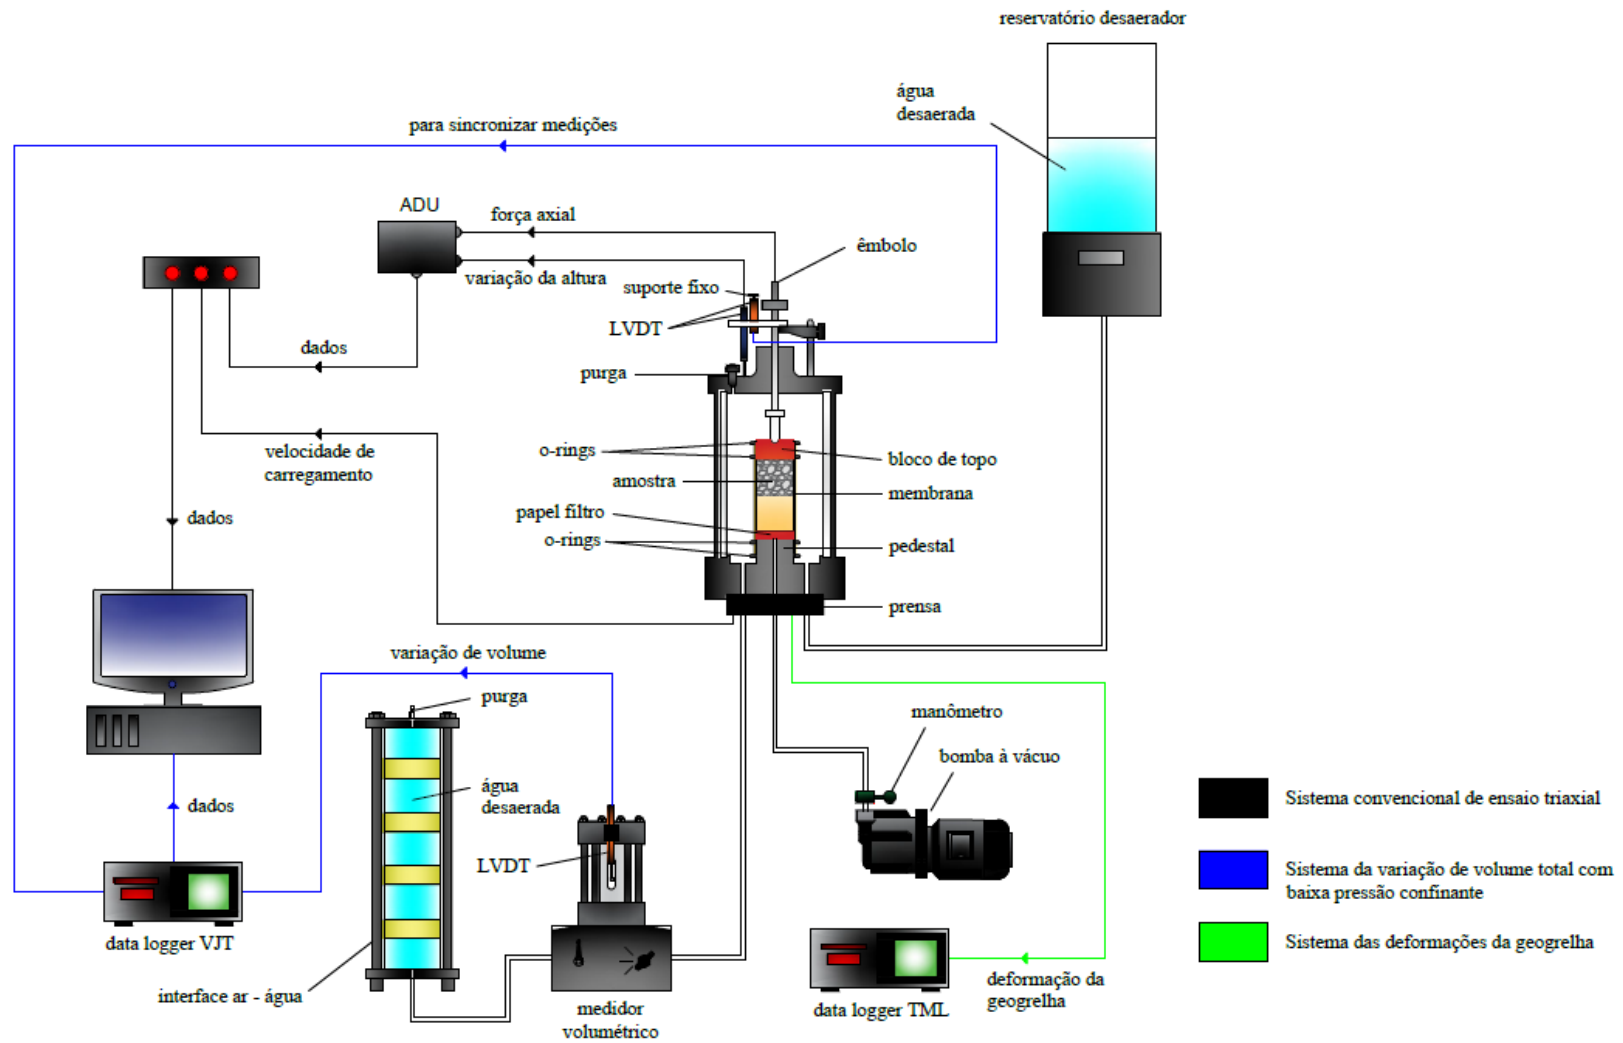 reservatório desaerador
água
desaerada
para sincronizar medições
ADU
força axial
êmbolo
variação da altura
suporte fixo
LVDT
dados
purga
velocidade de
carregamento
o-rings
bloco de topo
amostra
membrana
papel filtro
dados
o-rings
pedestal
prensa
variação de volume
purga
manômetro
bomba à vácuo
água
desaerada
dados
Sistema convencional de ensaio triaxial
LVDT
Sistema da variação de volume total com
baixa pressão confinante
data logger VJT
Sistema das deformações da geogrelha
interface ar - água
medidor
volumétrico
data logger TML
deformação da
geogrelha